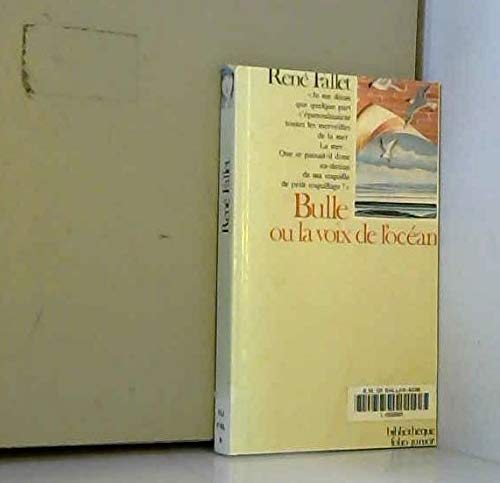 René Fallet
« Je me disais
que quelque part
s'épanouissaient
toutes les merveilles
de la mer.
La mer...
Que se passait-il donc
au-dessus
de ma coquille
de petit coquillage ? »
Bulle
ou la voix de l'océan
bibliothèque
folio junior
René Fallet